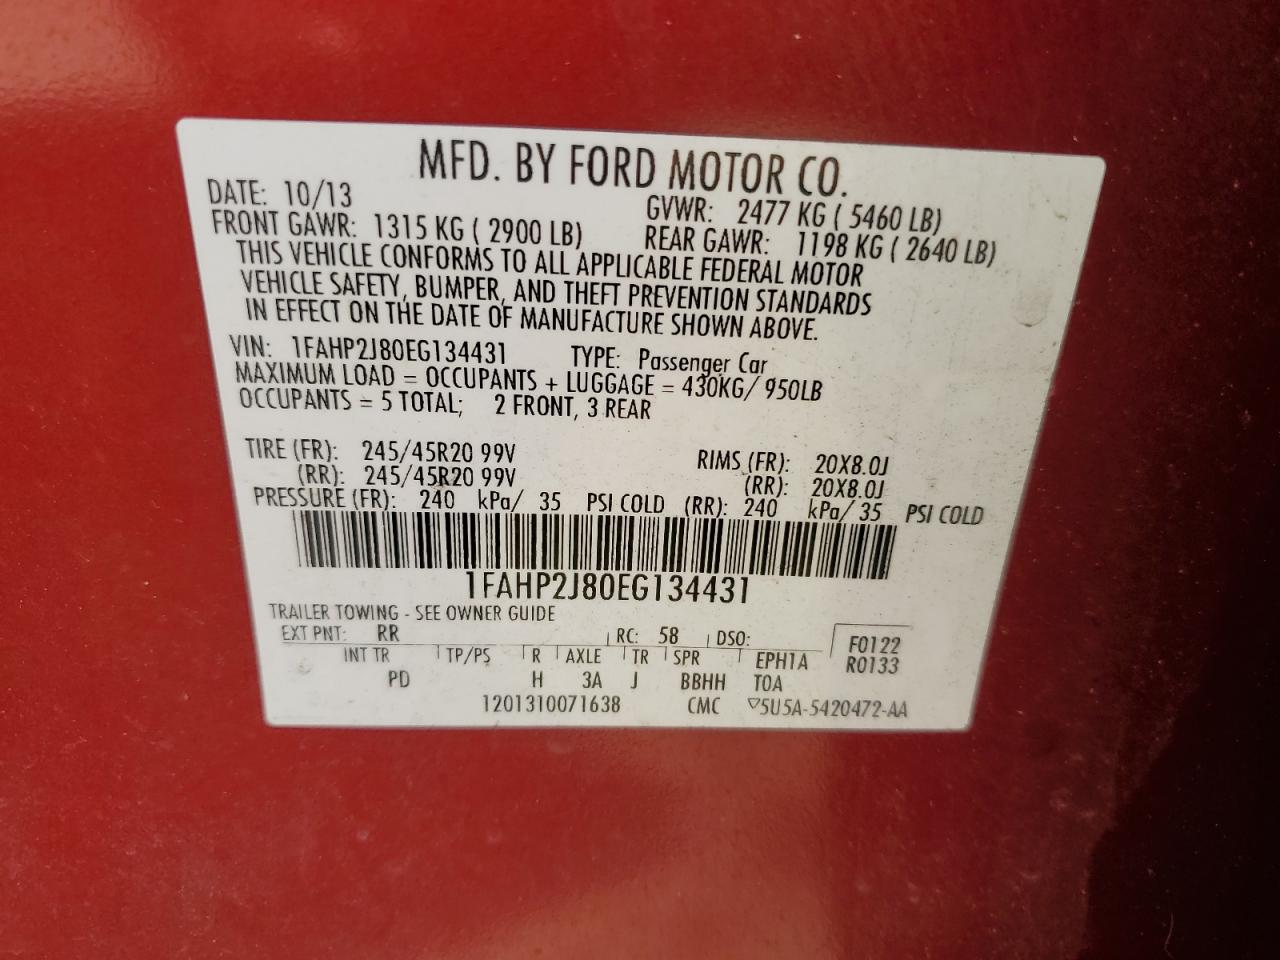 MFD. BY FORD MOTOR CO.
DATE: 10/13 GVWR: 2477 KG ( 5460 LB)
FRONT GAWR: 1315 KG ( 2900 LB) REAR GAWR: 1198 KG ( 2640 LB)
THIS VEHICLE CONFORMS TO ALL APPLICABLE FEDERAL MOTOR
VEHICLE SAFETY, BUMPER, AND THEFT PREVENTION STANDARDS
IN EFFECT ON THE DATE OF MANUFACTURE SHOWN ABOVE.
VIN: 1FAHP2J80EG134431 TYPE: Passenger Car
MAXIMUM LOAD = OCCUPANTS + LUGGAGE = 430KG/ 950LB
OCCUPANTS = 5 TOTAL; 2 FRONT, 3 REAR
TIRE (FR): 245/45R20 99V RIMS (FR): 20X8.0J
(RR): 245/45R20 99V (RR): 20X8.0J
PRESSURE (FR): 240 kPa/ 35 PSI COLD (RR): 240 kPa/ 35 PSI COLD
1FAHP2J80EG134431
TRAILER TOWING - SEE OWNER GUIDE
EXT PNT: RR RC: 58 DSO: F0122
INT TR TP/PS R AXLE TR SPR EPH1A R0133
PD H 3A J BBHH TOA
1201310071638 CMC ▽5U5A-5420472-AA